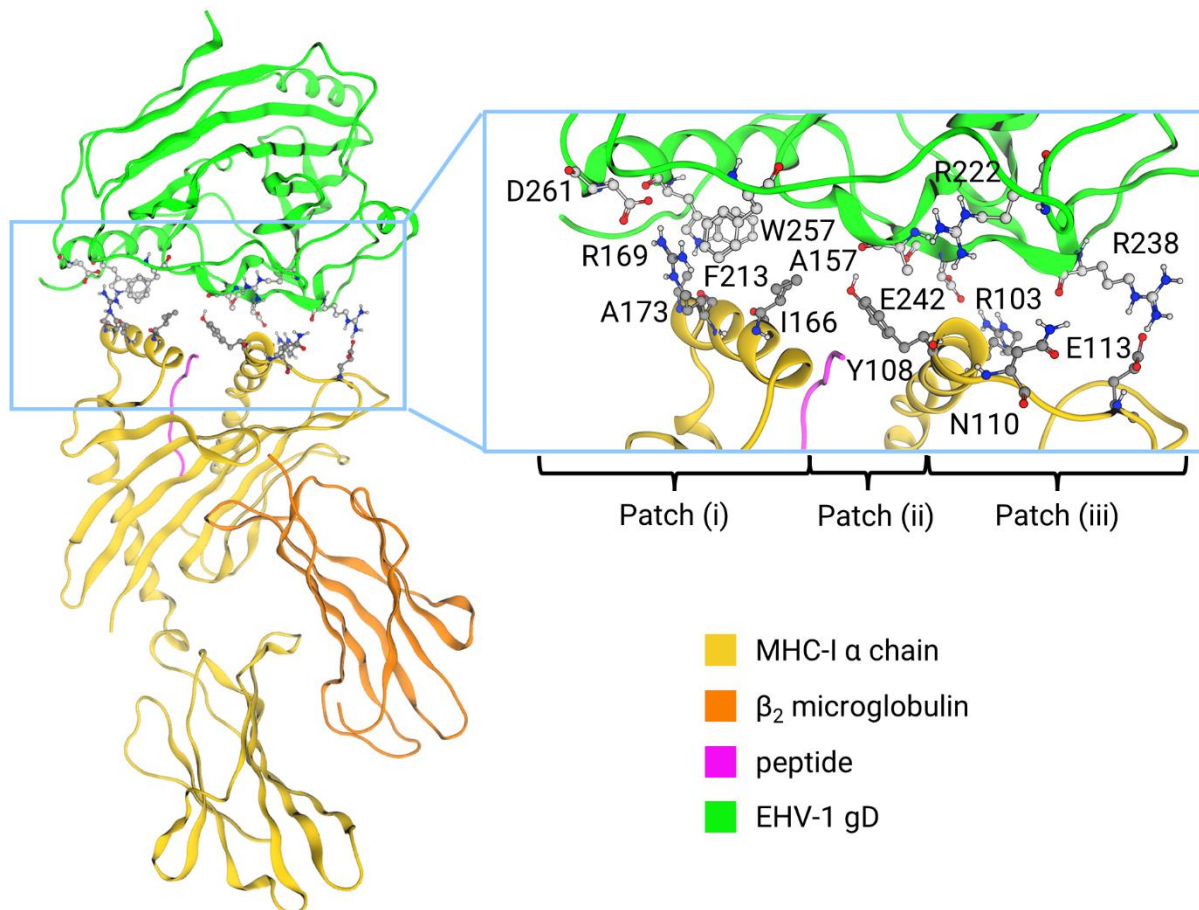 D261
R222
W257
R238
R169
A157
F213
E242
R103
A173
I166
E113
Y108
N110
Patch (i)
Patch (ii)
Patch (iii)
MHC-I α chain
β₂ microglobulin
peptide
EHV-1 gD